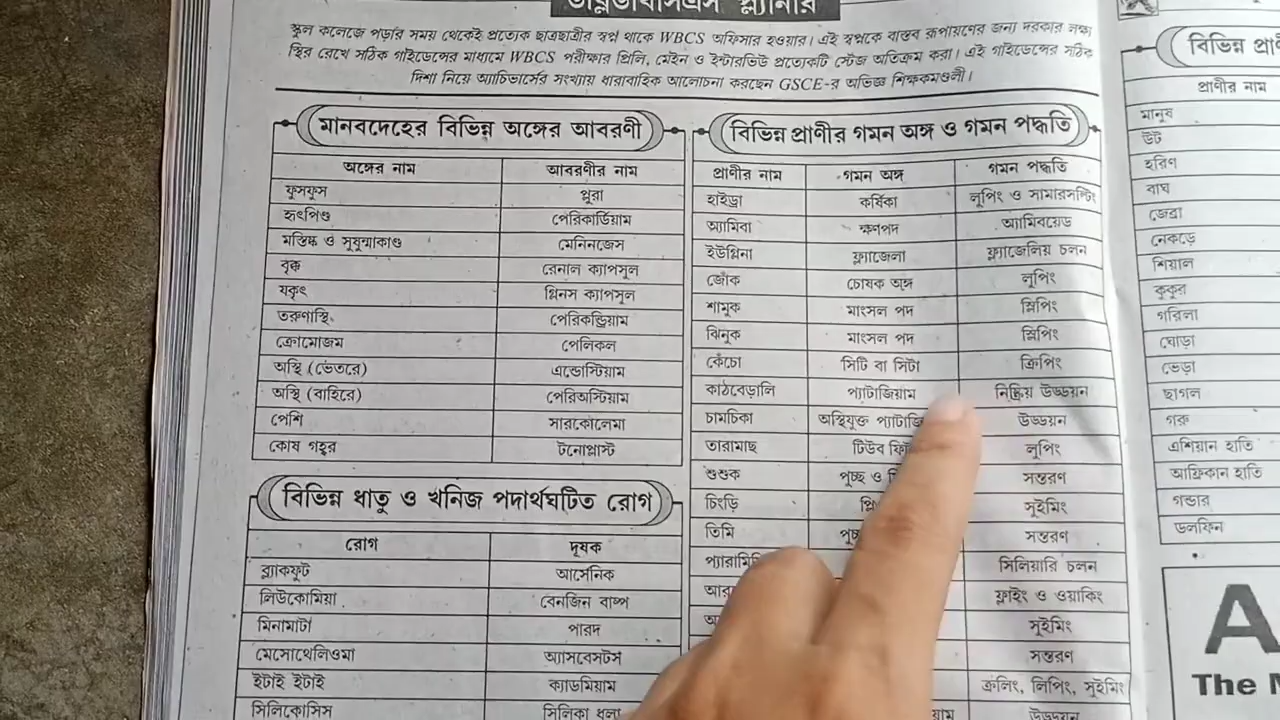 স্কুল কলেজে পড়ার সময় থেকেই প্রত্যেক ছাত্রছাত্রীর স্বপ্ন থাকে WBCS অফিসার হওয়ার। এই স্বপ্নকে বাস্তব রূপায়ণের জন্য দরকার লক্ষ্য
স্থির রেখে সঠিক গাইডেন্সের মাধ্যমে WBCS পরীক্ষার প্রিলি, মেইন ও ইন্টারভিউ প্রত্যেকটি স্টেজ অতিক্রম করা। এই গাইডেন্সের সঠিক
দিশা নিয়ে অ্যাচিভার্সের সংখ্যায় ধারাবাহিক আলোচনা করছেন GSCE-র অভিজ্ঞ শিক্ষকমণ্ডলী।
মানবদেহের বিভিন্ন অঙ্গের আবরণী
অঙ্গের নাম আবরণীর নাম
ফুসফুস প্লুরা
হৃৎপিণ্ড পেরিকার্ডিয়াম
মস্তিষ্ক ও সুষুম্নাকাণ্ড মেনিনজেস
বৃক্ক রেনাল ক্যাপসুল
যকৃৎ গ্লিনস ক্যাপসুল
তরুণাস্থি পেরিকন্ড্রিয়াম
ক্রোমোজম পেলিকল
অস্থি (ভেতরে) এন্ডোস্টিয়াম
অস্থি (বাহিরে) পেরিঅস্টিয়াম
পেশি সারকোলেমা
কোষ গহ্বর টনোপ্লাস্ট
বিভিন্ন ধাতু ও খনিজ পদার্থঘটিত রোগ
রোগ দূষক
ব্ল্যাকফুট আর্সেনিক
লিউকোমিয়া বেনজিন বাষ্প
মিনামাটা পারদ
মেসোথেলিওমা অ্যাসবেসটস
ইটাই ইটাই ক্যাডমিয়াম
সিলিকোসিস সিলিকা ধুলা
বিভিন্ন প্রাণীর গমন অঙ্গ ও গমন পদ্ধতি
প্রাণীর নাম গমন অঙ্গ গমন পদ্ধতি
হাইড্রা কর্ষিকা লুপিং ও সামারসল্টিং
অ্যামিবা ক্ষণপদ অ্যামিবয়েড
ইউগ্লিনা ফ্ল্যাজেলা ফ্ল্যাজেলিয় চলন
জোঁক চোষক অঙ্গ লুপিং
শামুক মাংসল পদ স্লিপিং
ঝিনুক মাংসল পদ স্লিপিং
কেঁচো সিটি বা সিটা ক্রিপিং
কাঠবেড়ালি প্যাটাজিয়াম নিষ্ক্রিয় উড্ডয়ন
চামচিকা অস্থিযুক্ত উড্ডয়ন
তারামাছ টিউব লুপিং
শুশুক পুচ্ছ ও সন্তরণ
চিংড়ি সুইমিং
তিমি সন্তরণ
সিলিয়ারি চলন
ফ্লাইং ও ওয়াকিং
সুইমিং
সন্তরণ
ক্রলিং, লিপিং, সুইমিং
উড্ডয়ন
বিভিন্ন
প্রাণীর নাম
মানুষ
উট
হরিণ
বাঘ
জেব্রা
নেকড়ে
শিয়াল
কুকুর
গরিলা
ঘোড়া
ভেড়া
ছাগল
গরু
এশিয়ান হাতি
আফ্রিকান হাতি
গন্ডার
ডলফিন
A
The